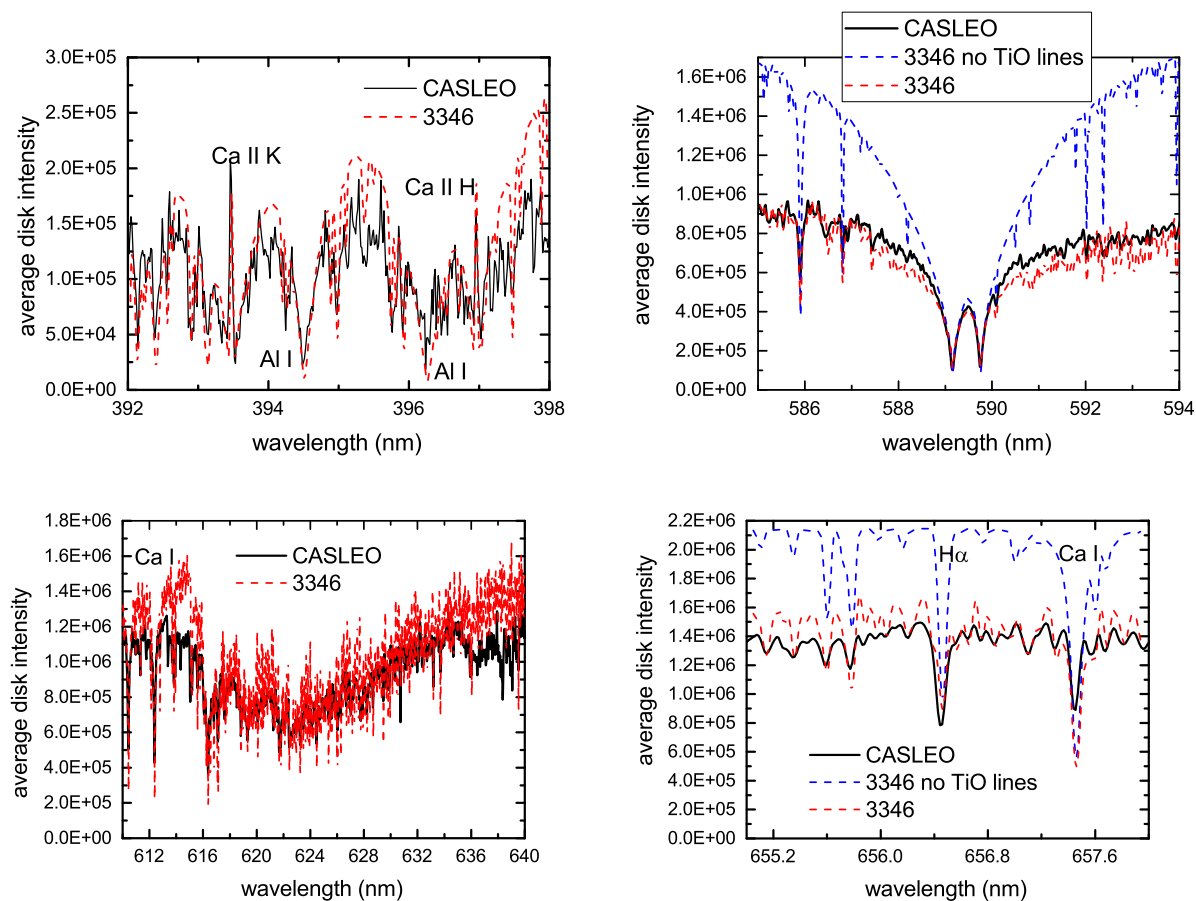 3.0E+05
2.5E+05
2.0E+05
1.5E+05
1.0E+05
5.0E+04
0.0E+00
392
394
396
398
average disk intensity
wavelength (nm)
CASLEO
3346
Ca II K
Ca II H
Al I
Al I
CASLEO
3346 no TiO lines
3346
1.6E+06
1.4E+06
1.2E+06
1.0E+06
8.0E+05
6.0E+05
4.0E+05
2.0E+05
0.0E+00
586
588
590
592
594
average disk intensity
wavelength (nm)
1.8E+06
1.6E+06
1.4E+06
1.2E+06
1.0E+06
8.0E+05
6.0E+05
4.0E+05
2.0E+05
0.0E+00
612
616
620
624
628
632
636
640
average disk intensity
wavelength (nm)
Ca I
CASLEO
3346
2.2E+06
2.0E+06
1.8E+06
1.6E+06
1.4E+06
1.2E+06
1.0E+06
8.0E+05
6.0E+05
4.0E+05
2.0E+05
0.0E+00
655.2
656.0
656.8
657.6
average disk intensity
wavelength (nm)
Hα
Ca I
CASLEO
3346 no TiO lines
3346